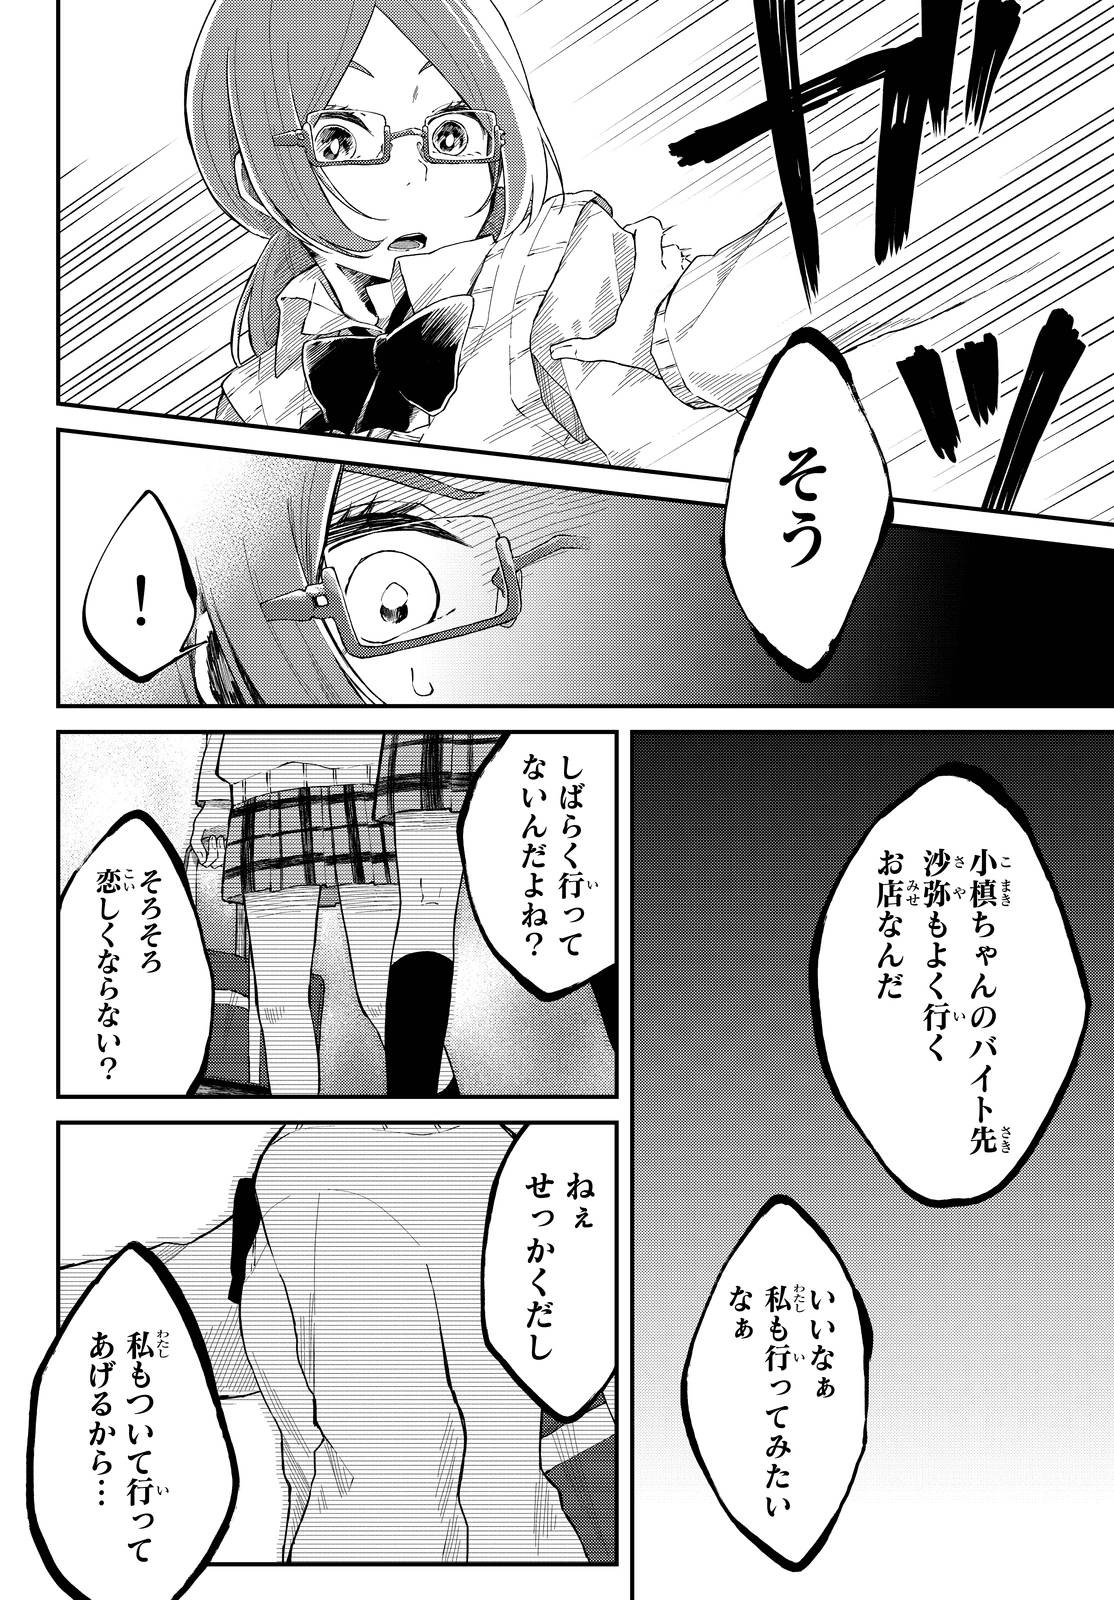 ガッ
そう
！
小槙ちゃんのバイト先
沙弥もよく行く
お店なんだ
いいなぁ
私も行ってみたい
なぁ
しばらく行って
ないんだよね？
そろそろ
恋しくならない？
ねぇ
せっかくだし
私もついて行って
あげるから…